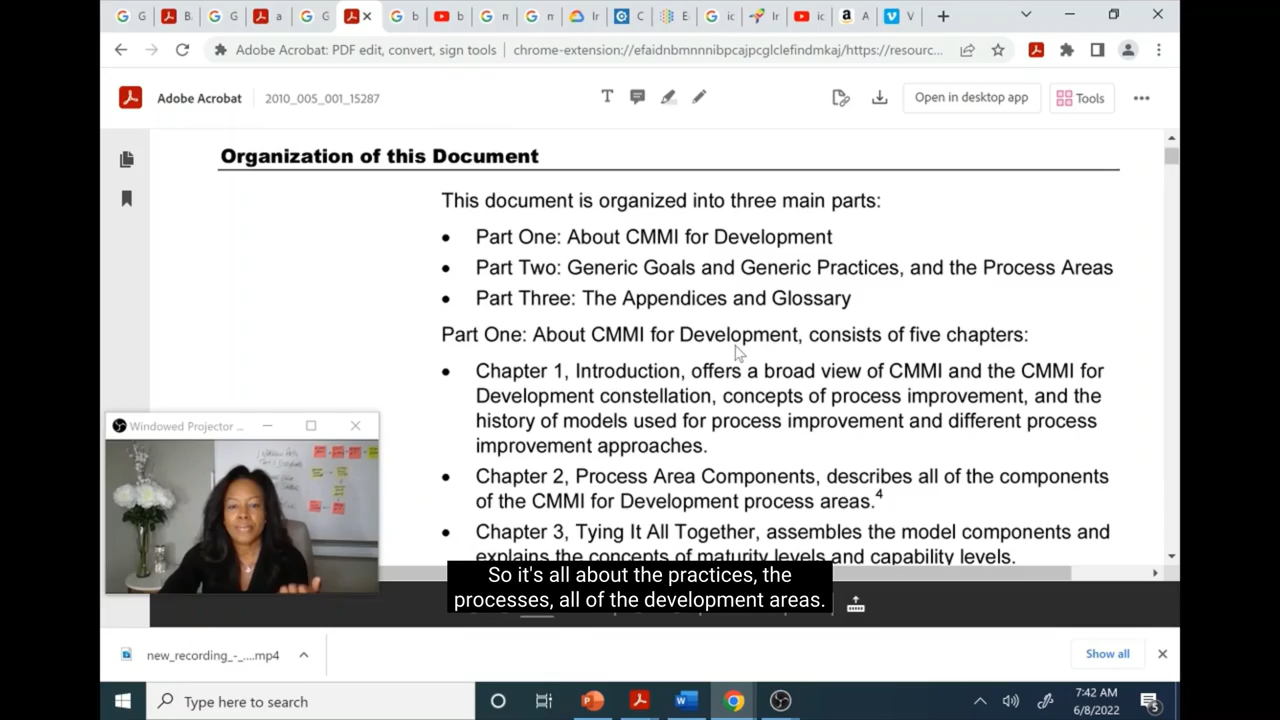 G
B
G
a
G
G
b
b
m
m
Ir
C
E
ic
Ir
ic
A
V
Adobe Acrobat: PDF edit, convert, sign tools
chrome-extension://efaidnbmnnnibpcajpcglclefindmkaj/https://resourc...
Adobe Acrobat
2010_005_001_15287
Open in desktop app
Tools
Organization of this Document
This document is organized into three main parts:
• Part One: About CMMI for Development
• Part Two: Generic Goals and Generic Practices, and the Process Areas
• Part Three: The Appendices and Glossary
Part One: About CMMI for Development, consists of five chapters:
• Chapter 1, Introduction, offers a broad view of CMMI and the CMMI for
Development constellation, concepts of process improvement, and the
history of models used for process improvement and different process
improvement approaches.
• Chapter 2, Process Area Components, describes all of the components
of the CMMI for Development process areas.4
• Chapter 3, Tying It All Together, assembles the model components and
explains the concepts of maturity levels and capability levels.
Windowed Projector ...
So it's all about the practices, the
processes, all of the development areas.
new_recording_-_....mp4
Show all
Type here to search
7:42 AM
6/8/2022
5